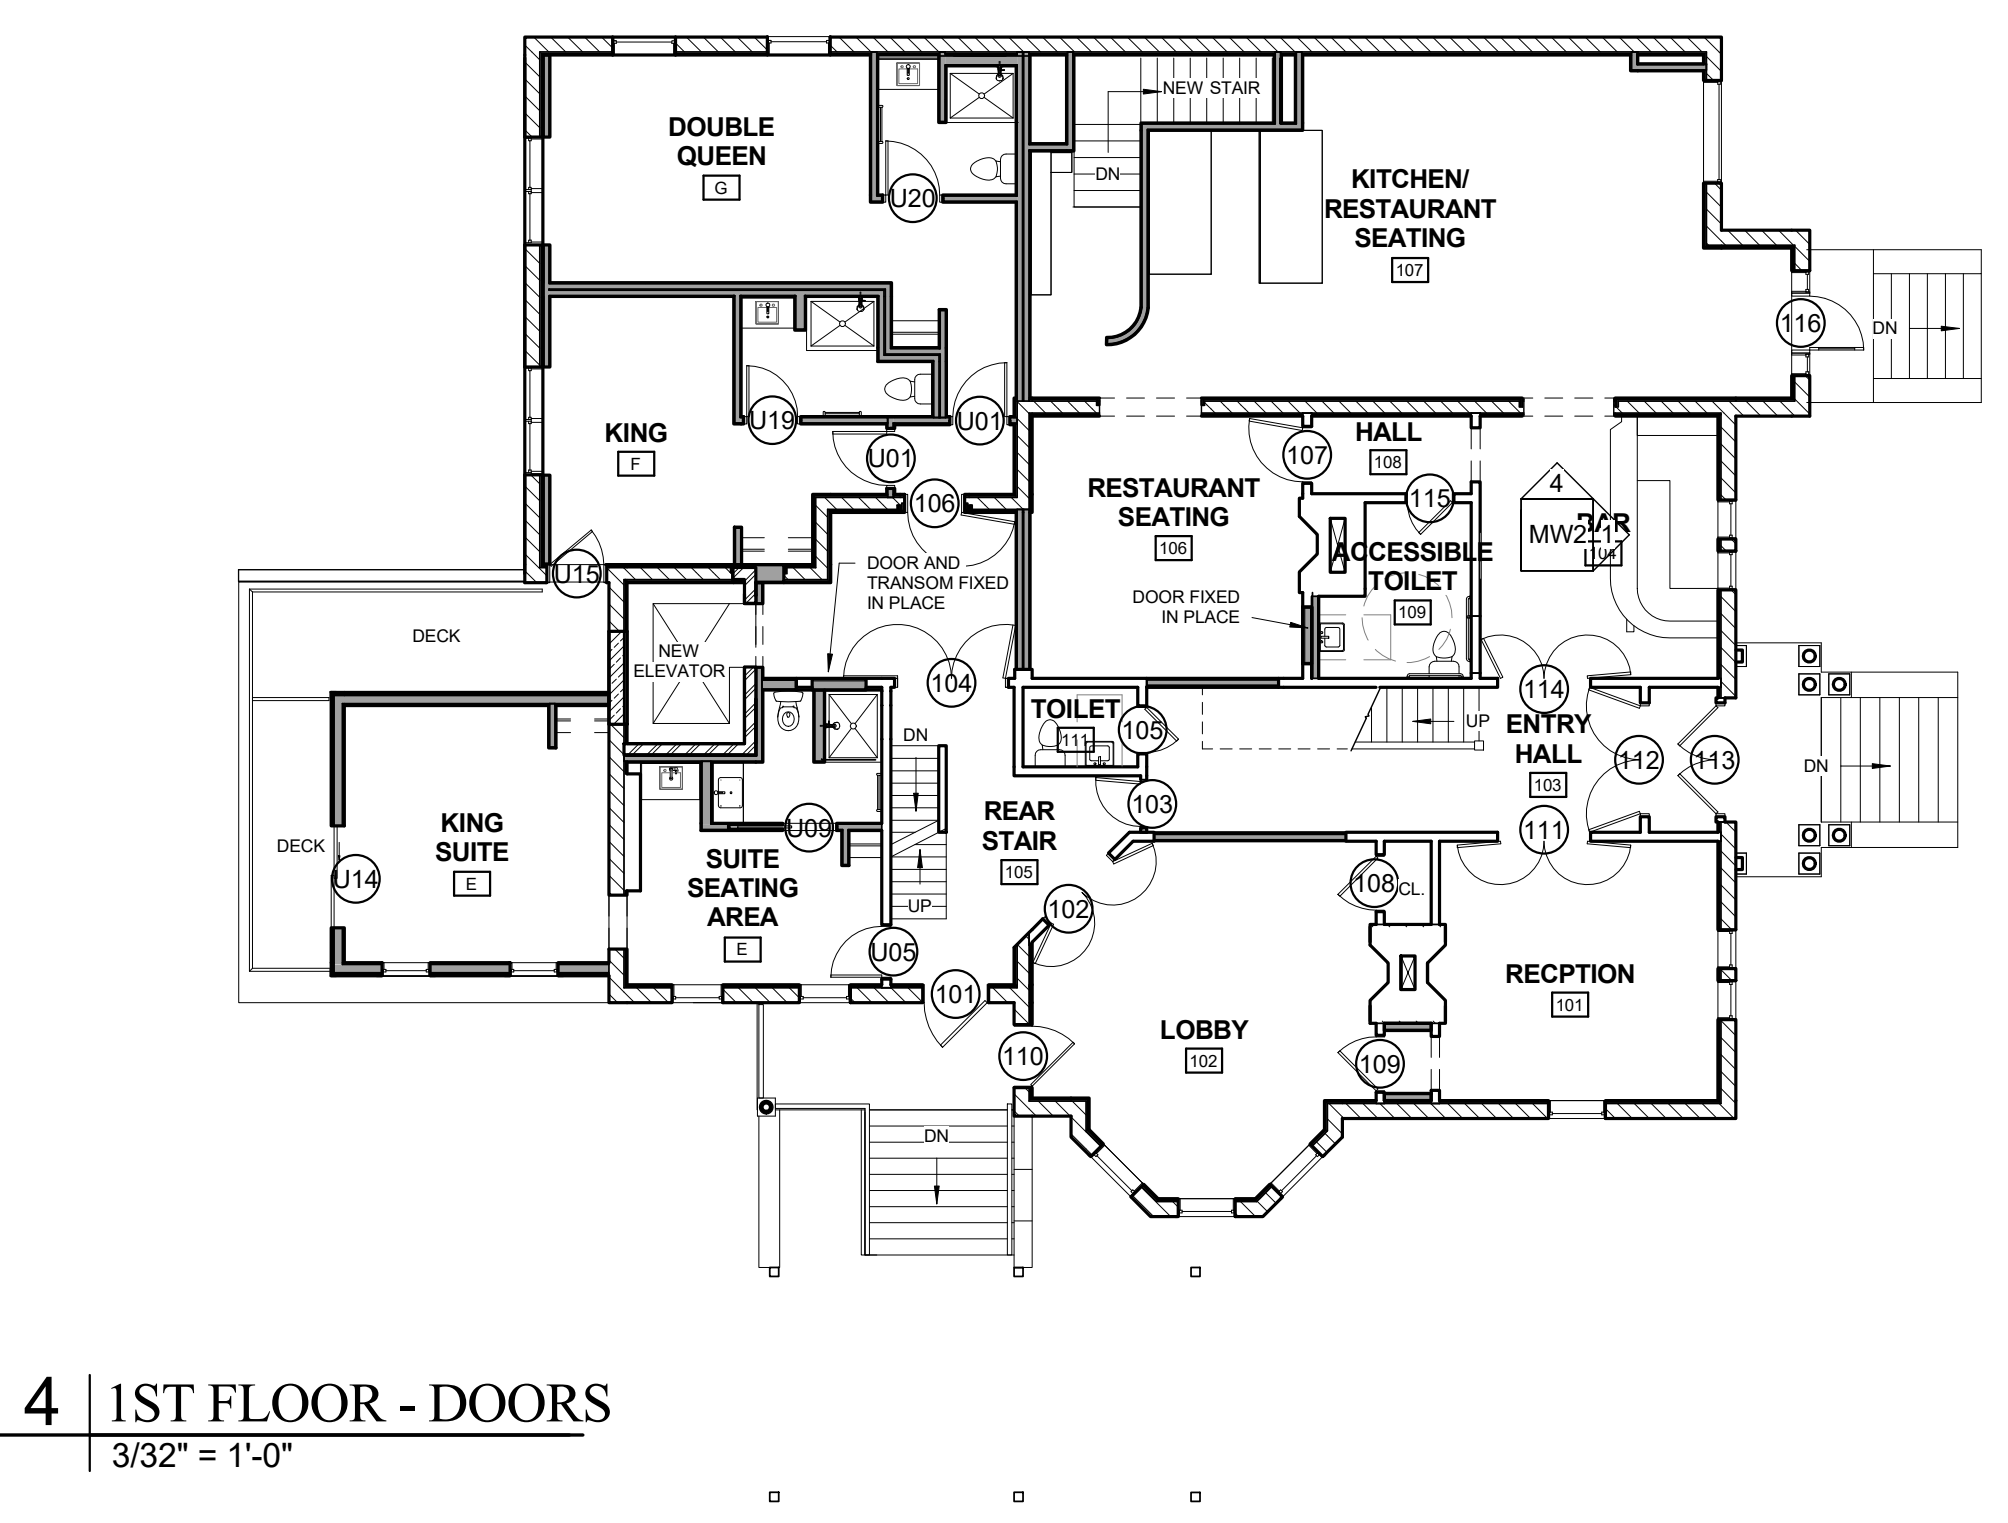 NEW STAIR
DOUBLE
QUEEN
G
U20
DN
KITCHEN/
RESTAURANT
SEATING
107
116
DN
KING
F
U19
U01
U01
106
107
HALL
108
115
RESTAURANT
SEATING
106
4
MW2.1
BAR
104
ACCESSIBLE
TOILET
109
DOOR AND
TRANSOM FIXED
IN PLACE
DOOR FIXED
IN PLACE
U15
DECK
NEW
ELEVATOR
104
114
TOILET
111
105
UP
ENTRY
HALL
103
112
113
DN
DN
103
111
KING
SUITE
E
DECK
U14
U09
SUITE
SEATING
AREA
E
REAR
STAIR
105
UP
102
108
CL.
U05
101
RECPTION
101
110
LOBBY
102
109
DN
4
1ST FLOOR - DOORS
3/32" = 1'-0"